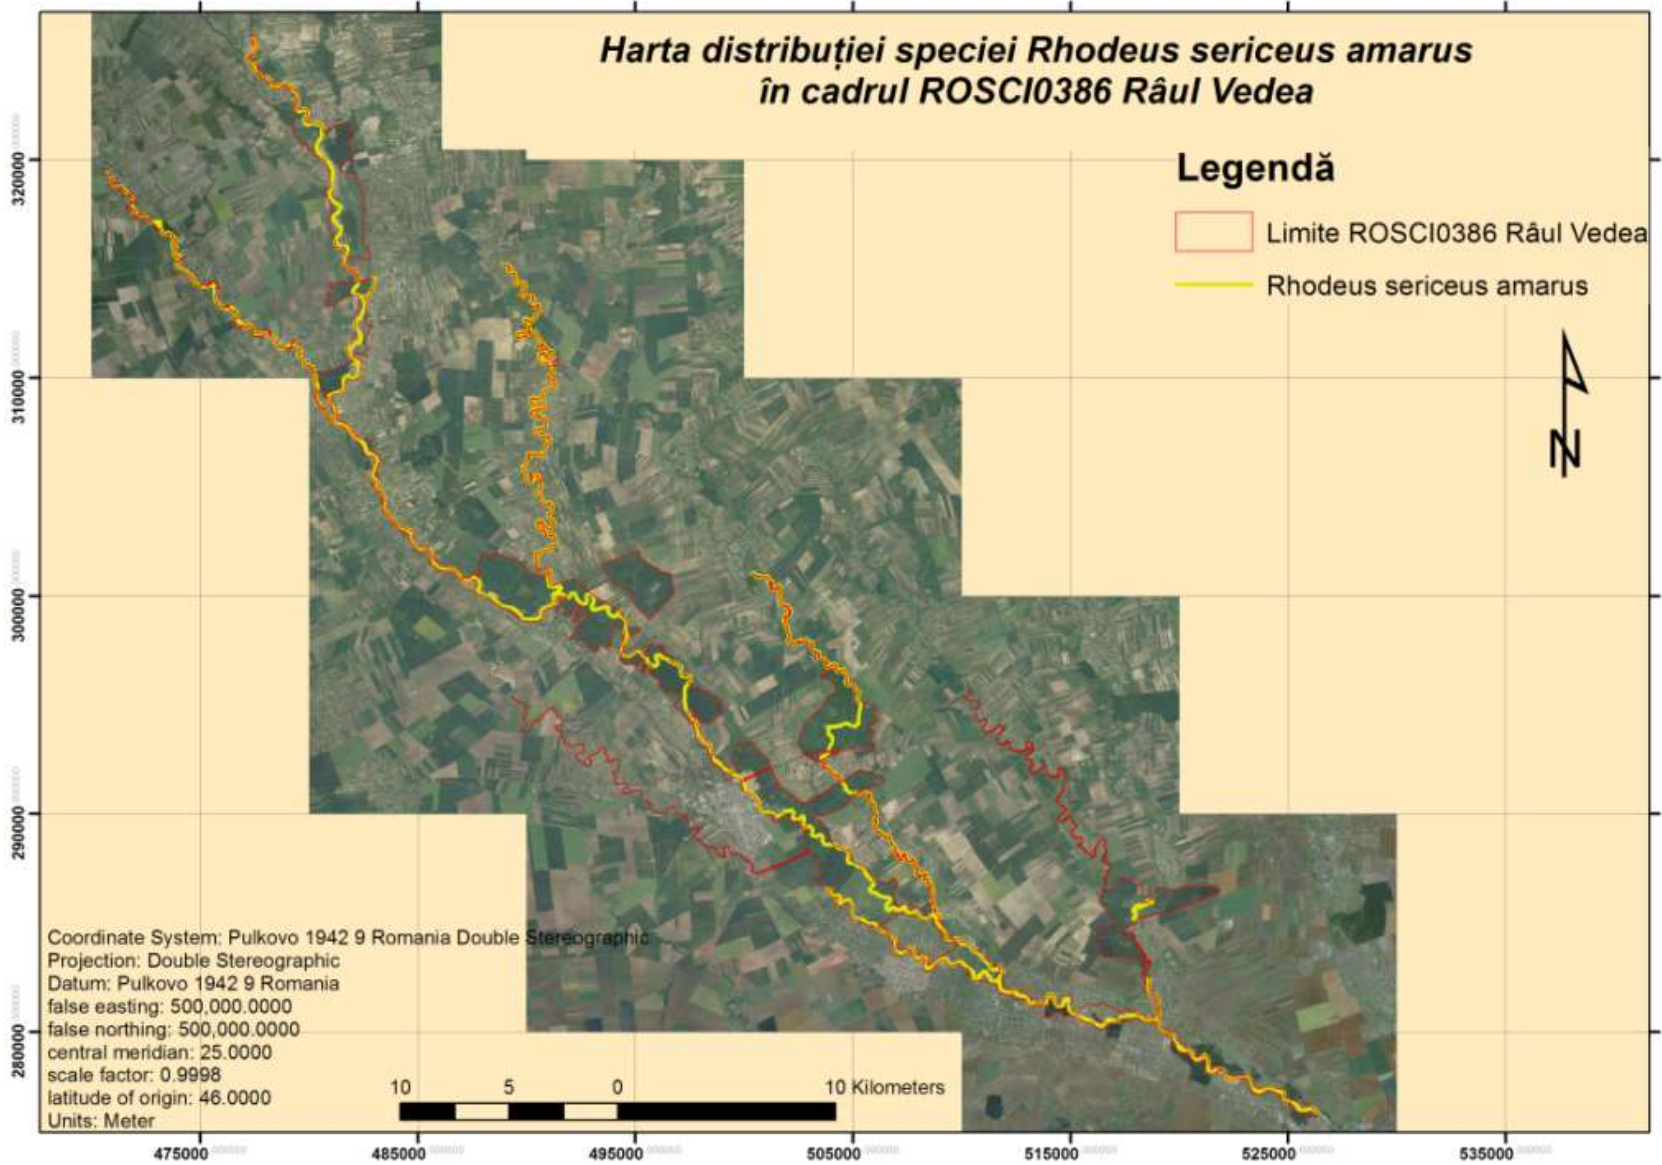 Harta distribuției speciei Rhodeus sericeus amarus
în cadrul ROSCI0386 Râul Vedea
Legendă
Limite ROSCI0386 Râul Vedea
Rhodeus sericeus amarus
N
320000
310000
300000
290000
280000
Coordinate System: Pulkovo 1942 9 Romania Double Stereographic
Projection: Double Stereographic
Datum: Pulkovo 1942 9 Romania
false easting: 500,000.0000
false northing: 500,000.0000
central meridian: 25.0000
scale factor: 0.9998
latitude of origin: 46.0000
Units: Meter
10 5 0 10 Kilometers
475000 485000 495000 505000 515000 525000 535000